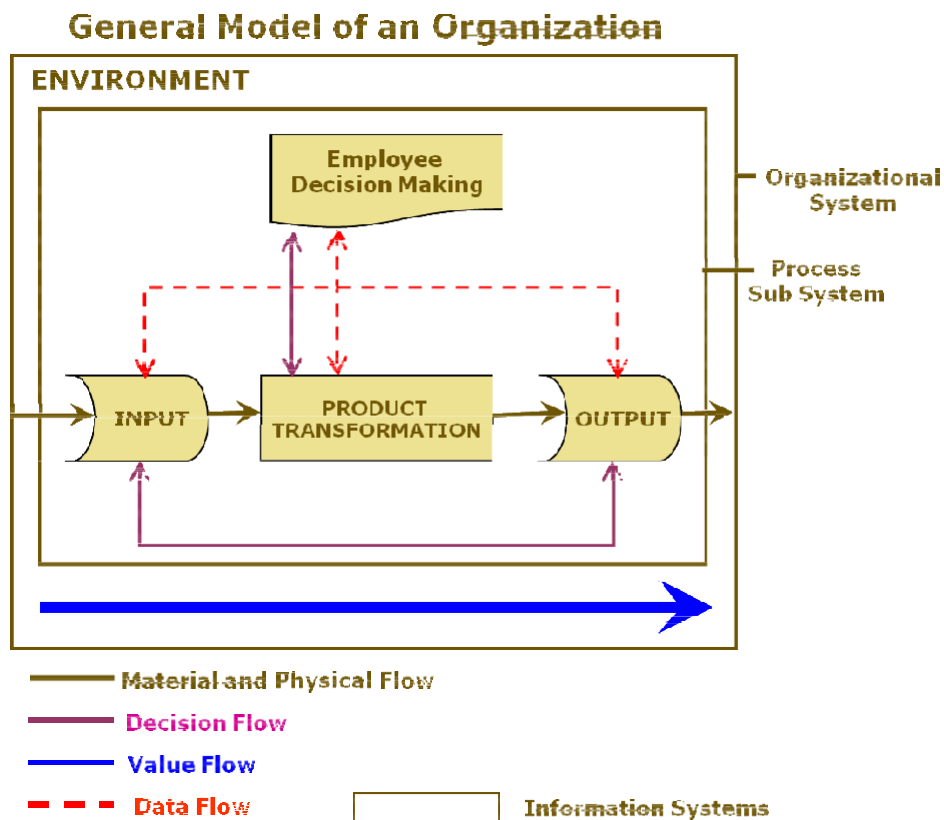 General Model of an Organization
ENVIRONMENT
Employee
Decision Making
Organizational
System
Process
Sub System
INPUT
PRODUCT
TRANSFORMATION
OUTPUT
Material and Physical Flow
Decision Flow
Value Flow
Data Flow
Information Systems